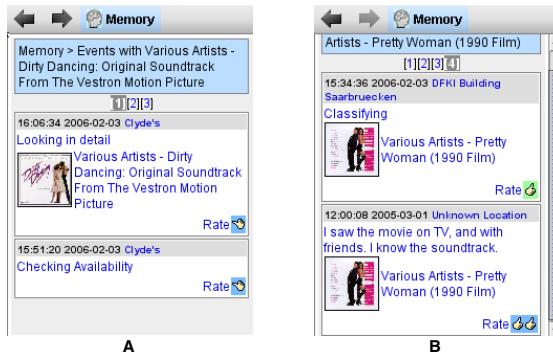 Memory
Memory > Events with Various Artists -
Dirty Dancing: Original Soundtrack
From The Vestron Motion Picture
[1][2][3]
16:06:34 2006-02-03 Clyde's
Looking in detail
Various Artists - Dirty
Dancing: Original Soundtrack
From The Vestron Motion
Picture
Rate
15:51:20 2006-02-03 Clyde's
Checking Availability
Rate
A
Memory
Artists - Pretty Woman (1990 Film)
[1][2][3][4]
15:34:36 2006-02-03 DFKI Building
Saarbruecken
Classifying
PRETTY WOMAN
Various Artists - Pretty
Woman (1990 Film)
Rate
12:00:08 2005-03-01 Unknown Location
I saw the movie on TV, and with
friends. I know the soundtrack.
PRETTY WOMAN
Various Artists - Pretty
Woman (1990 Film)
Rate
B